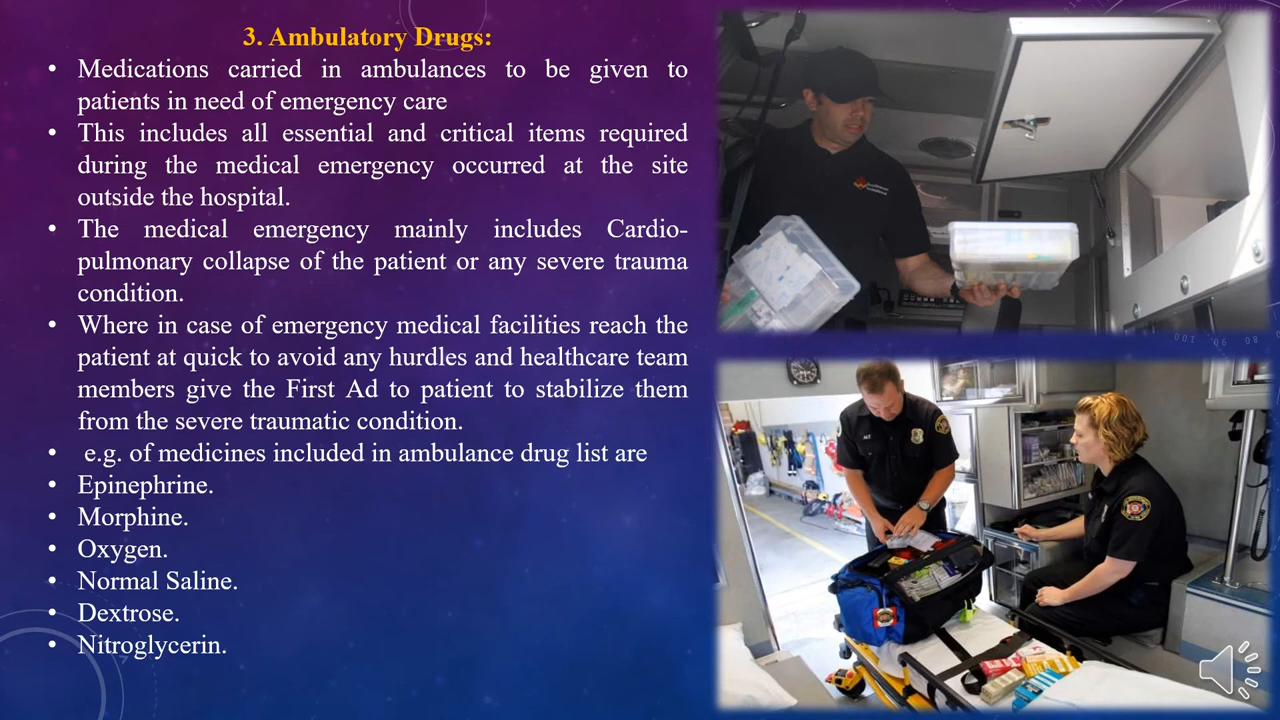 3. Ambulatory Drugs:
• Medications carried in ambulances to be given to
patients in need of emergency care
• This includes all essential and critical items required
during the medical emergency occurred at the site
outside the hospital.
• The medical emergency mainly includes Cardio-
pulmonary collapse of the patient or any severe trauma
condition.
• Where in case of emergency medical facilities reach the
patient at quick to avoid any hurdles and healthcare team
members give the First Ad to patient to stabilize them
from the severe traumatic condition.
• e.g. of medicines included in ambulance drug list are
• Epinephrine.
• Morphine.
• Oxygen.
• Normal Saline.
• Dextrose.
• Nitroglycerin.
80 90 100